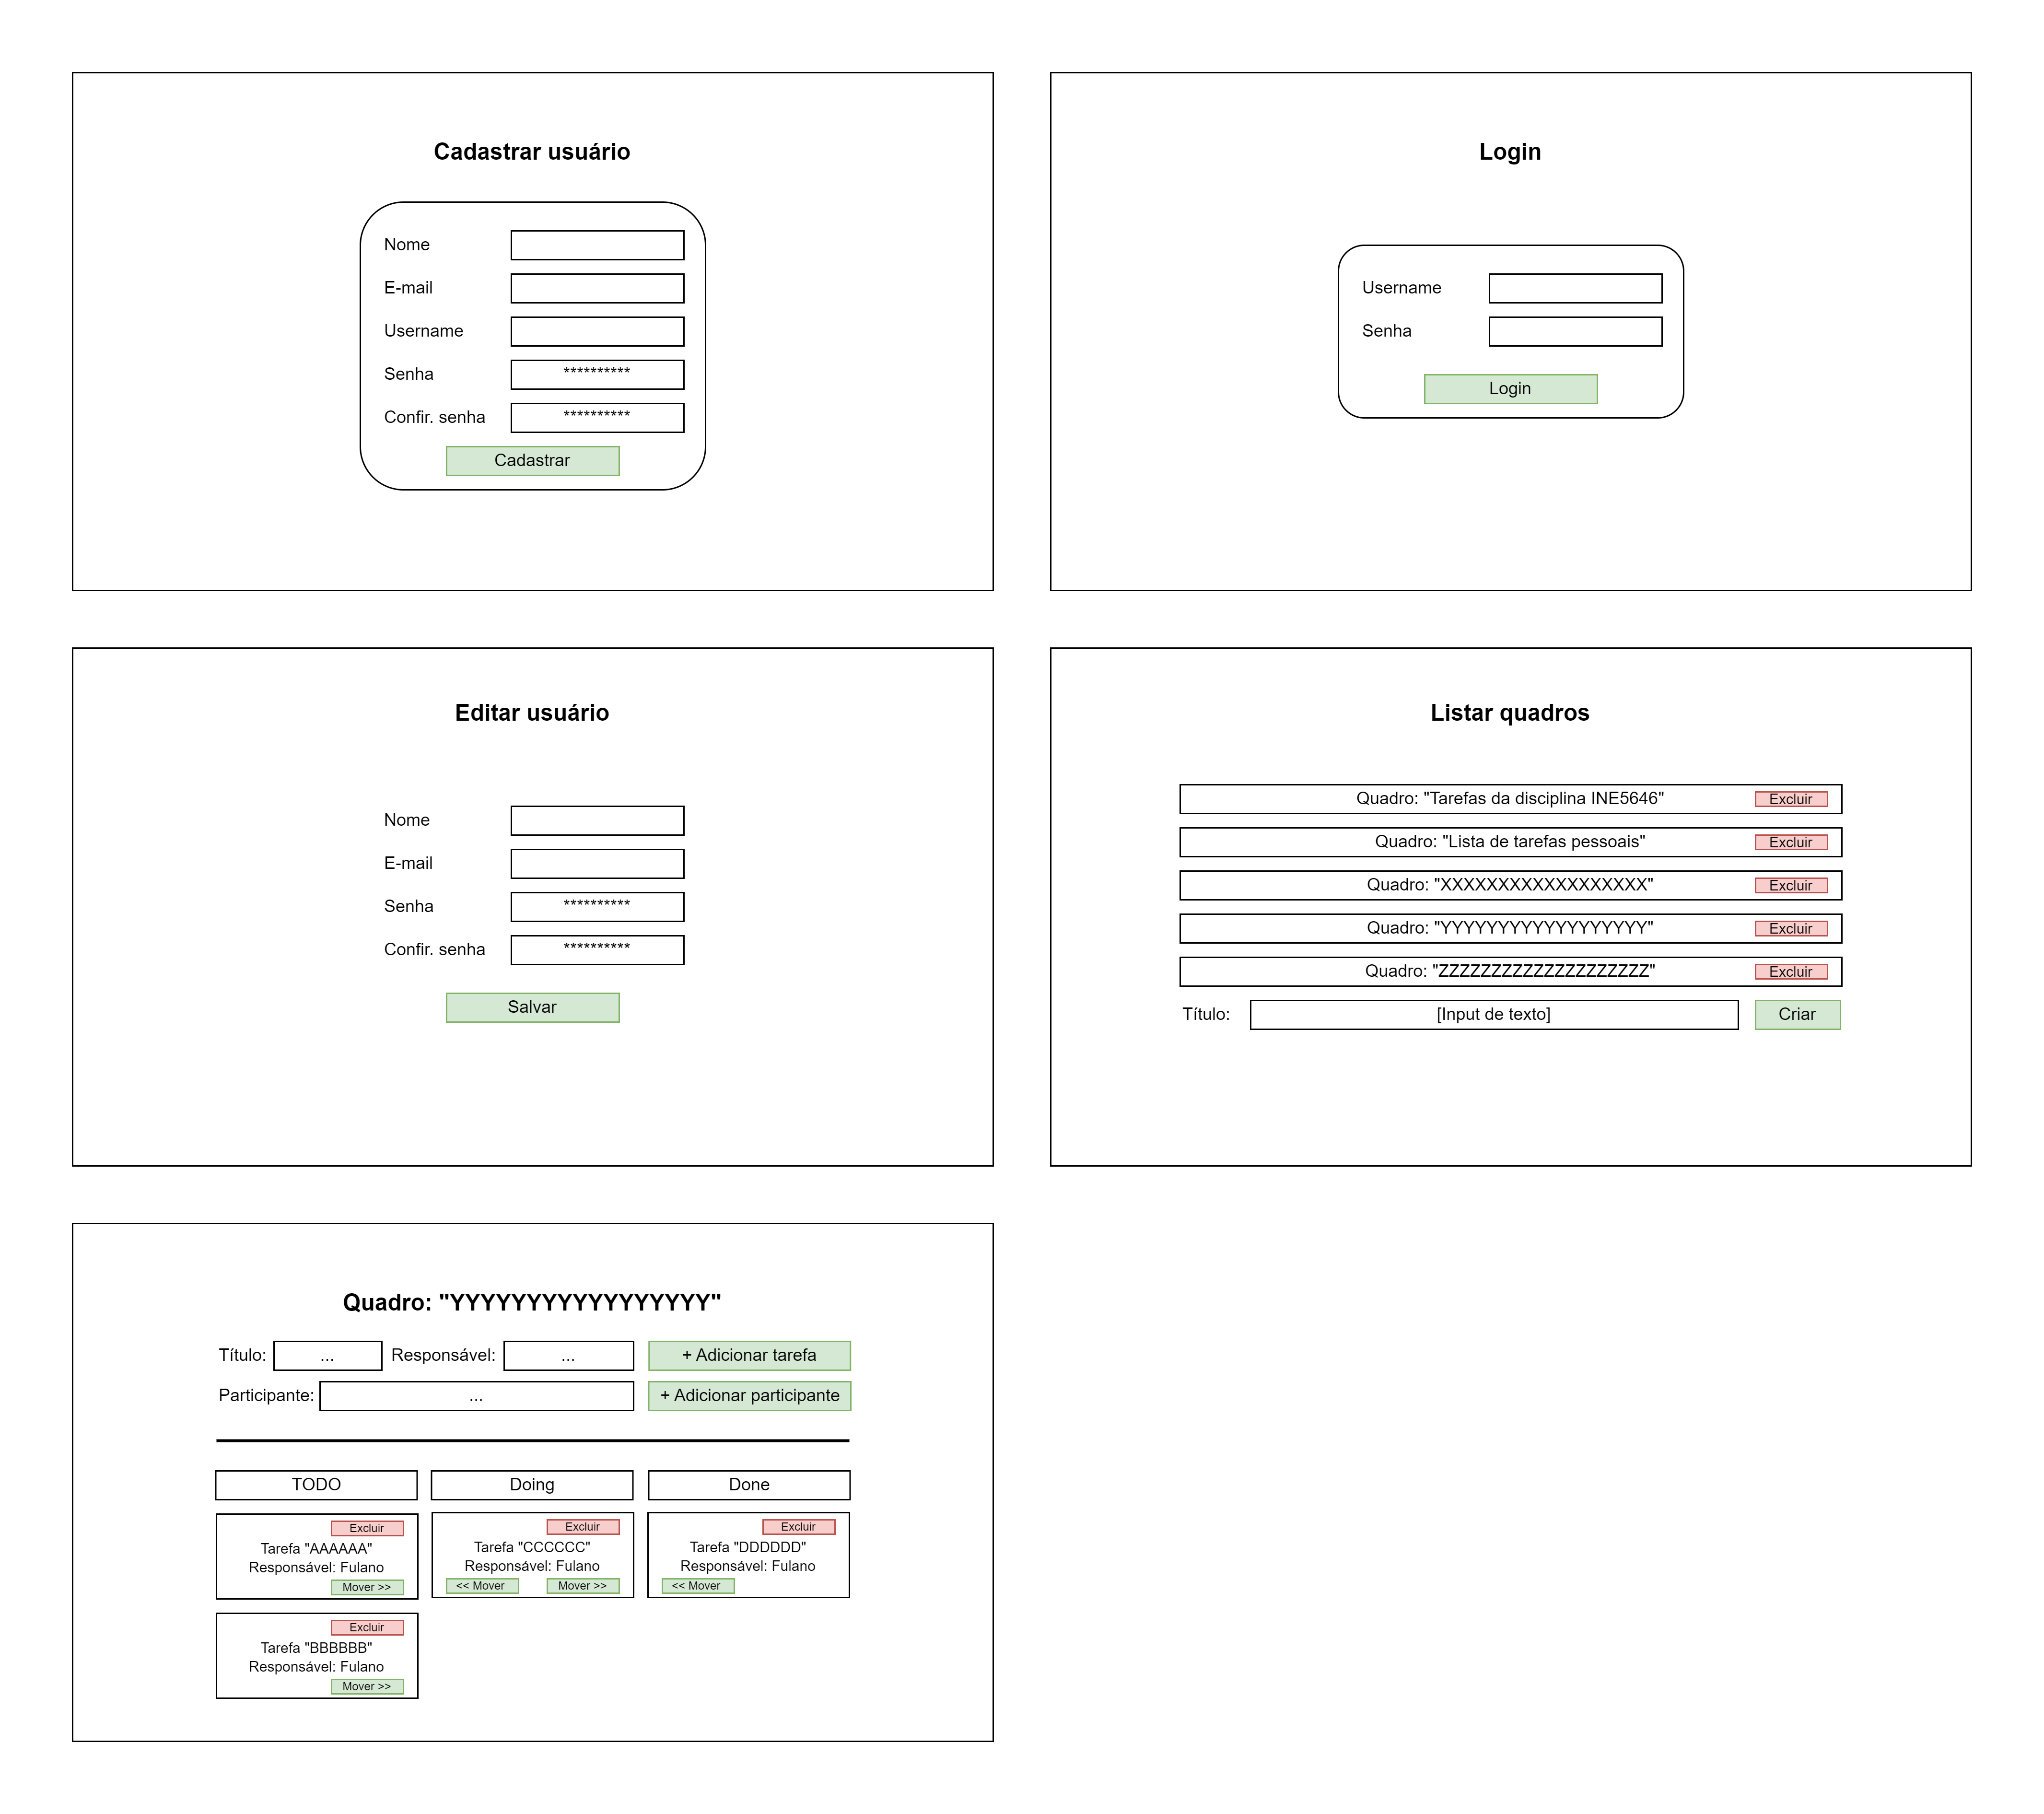 Cadastrar usuário
Nome
E-mail
Username
Senha **********
Confir. senha **********
Cadastrar
Login
Username
Senha
Login
Editar usuário
Nome
E-mail
Senha **********
Confir. senha **********
Salvar
Listar quadros
Quadro: "Tarefas da disciplina INE5646" Excluir
Quadro: "Lista de tarefas pessoais" Excluir
Quadro: "XXXXXXXXXXXXXXXXXX" Excluir
Quadro: "YYYYYYYYYYYYYYYYYY" Excluir
Quadro: "ZZZZZZZZZZZZZZZZZZZZ" Excluir
Título: [Input de texto] Criar
Quadro: "YYYYYYYYYYYYYYYYY"
Título: ... Responsável: ... + Adicionar tarefa
Participante: ... + Adicionar participante
TODO
Excluir
Tarefa "AAAAAA"
Responsável: Fulano
Mover >>
Excluir
Tarefa "BBBBBB"
Responsável: Fulano
Mover >>
Doing
Excluir
Tarefa "CCCCCC"
Responsável: Fulano
<< Mover Mover >>
Done
Excluir
Tarefa "DDDDDD"
Responsável: Fulano
<< Mover